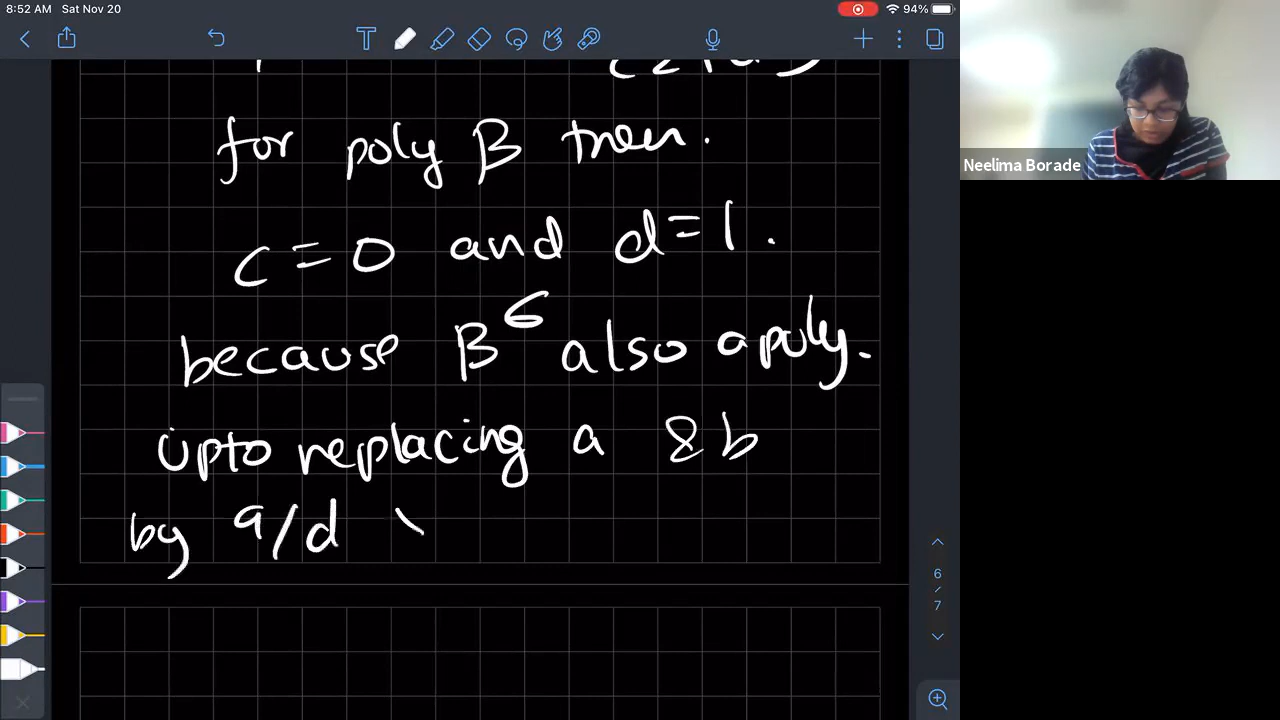 8:52 AM Sat Nov 20
94%
for poly β then.
c = 0 and d = 1.
because β^6 also a poly.
upto replacing a & b
by a/d
6
7
Neelima Borade